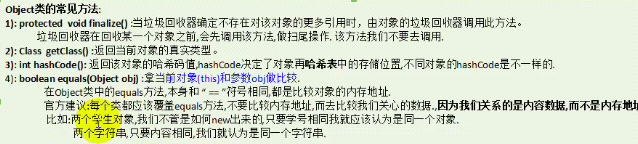 Object类的常见方法:
1): protected void finalize() :当垃圾回收器确定不存在对该对象的更多引用时，由对象的垃圾回收器调用此方法。
垃圾回收器在回收某一个对象之前,会先调用该方法,做扫尾操作. 该方法我们不要去调用.
2): Class getClass() :返回当前对象的真实类型。
3): int hashCode(): 返回该对象的哈希码值,hashCode决定了对象再哈希表中的存储位置,不同对象的hashCode是不一样的.
4): boolean equals(Object obj) :拿当前对象(this)和参数obj做比较.
在Object类中的equals方法,本身和 “ == ”符号相同,都是比较对象的内存地址.
官方建议:每个类都应该覆盖equals方法,不要比较内存地址,而去比较我们关心的数据.,因为我们关系的是内容数据,而不是内存地
比如:两个学生对象,我们不管是如何new出来的,只要学号相同我就应该认为是同一个对象.
两个字符串,只要内容相同,我们就认为是同一个字符串.